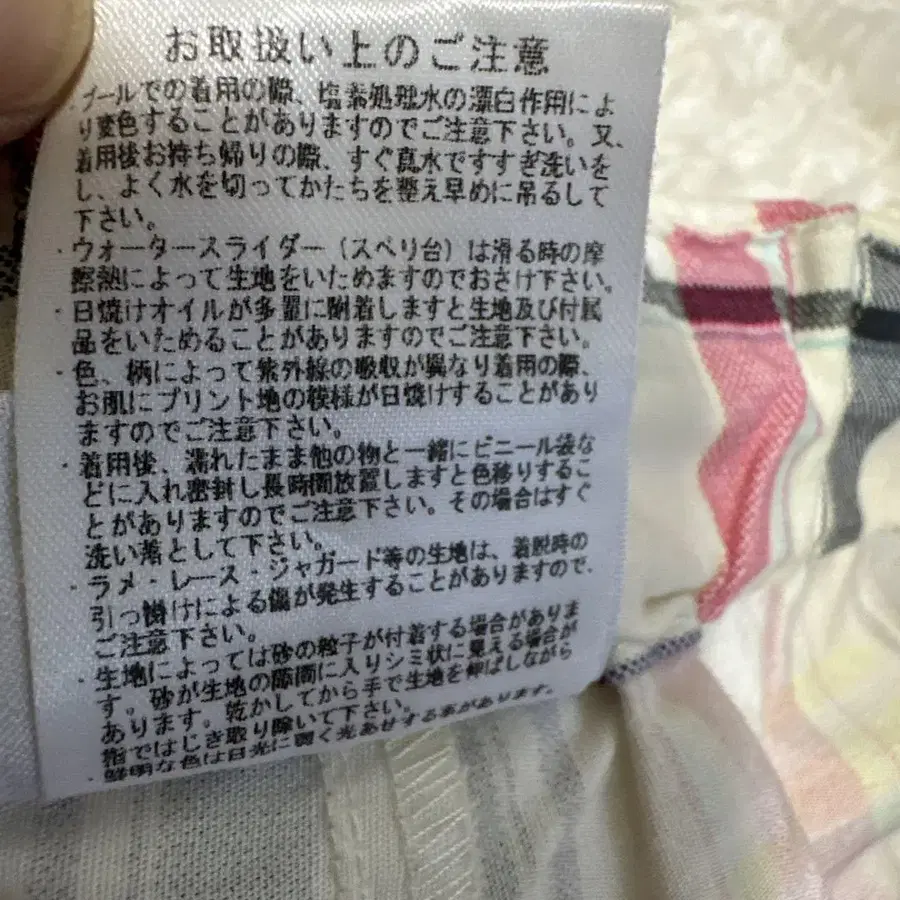 お取扱い上のご注意
・プールでの着用の際、塩素処理水の漂白作用によ
り変色することがありますのでご注意下さい。又、
着用後お持ち帰りの際、すぐ真水ですすぎ洗いを
し、よく水を切ってかたちを整え早めに吊るして
下さい。
・ウォータースライダー（スベリ台）は滑る時の摩
擦熱によって生地をいためますのでおさけ下さい。
・日焼けオイルが多量に附着しますと生地及び付属
品をいためることがありますのでご注意下さい。
・色、柄によって紫外線の吸収が異なり着用の際、
お肌にプリント地の模様が日焼けすることがあり
ますのでご注意下さい。
・着用後、濡れたまま他の物と一緒にビニール袋な
どに入れ密封し長時間放置しますと色移りするこ
とがありますのでご注意下さい。その場合はすぐ
洗い落として下さい。
・ラメ・レース・ジャガード等の生地は、着脱時の
引っ掛けによる傷が発生することがありますので、
ご注意下さい。
・生地によっては砂の粒子が付着する場合がありま
す。砂が生地の隙間に入りシミ状に見える場合が
あります。乾かしてから手で生地を伸ばしながら
指ではじき取り除いて下さい。
・鮮明な色は日光に弱く光あせする事があります。